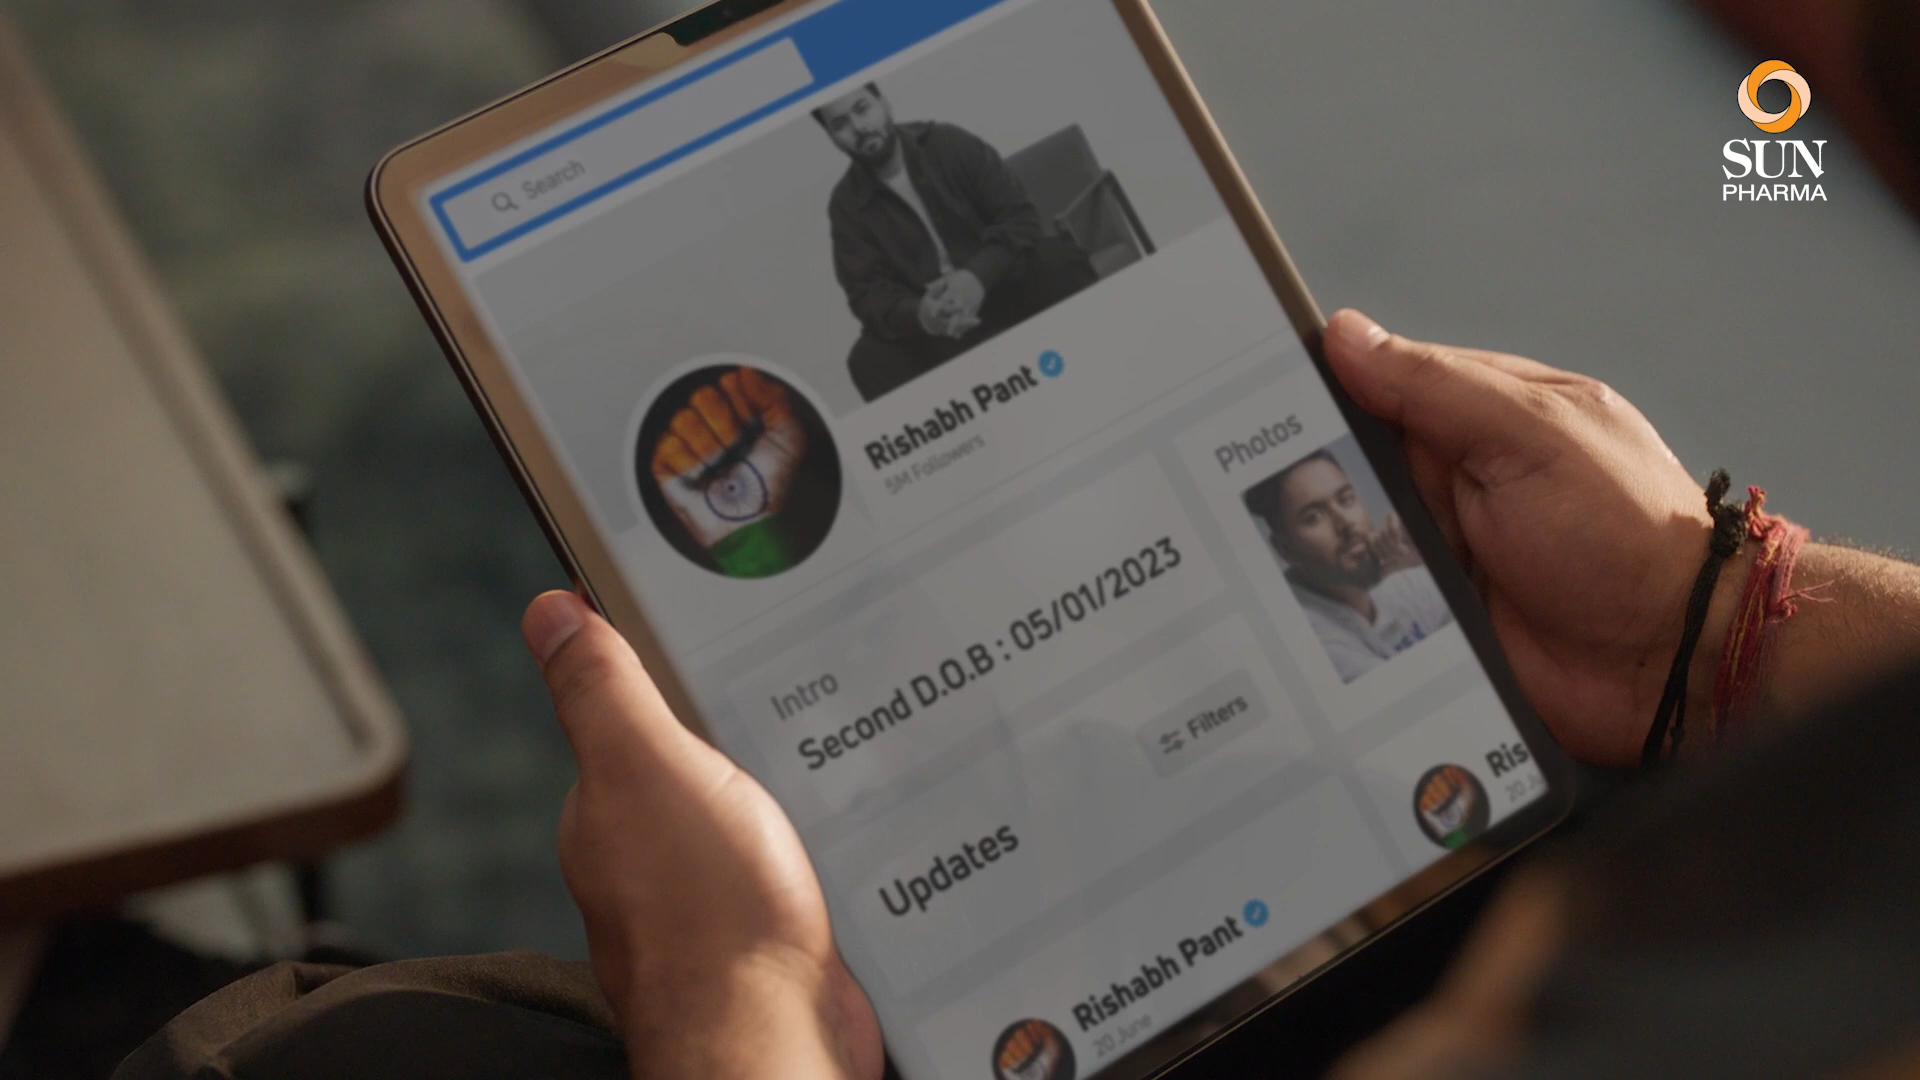 SUN
PHARMA
Search
Rishabh Pant
5M Followers
Photos
Intro
Second D.O.B : 05/01/2023
Filters
Updates
Ris
Rishabh Pant
20 June